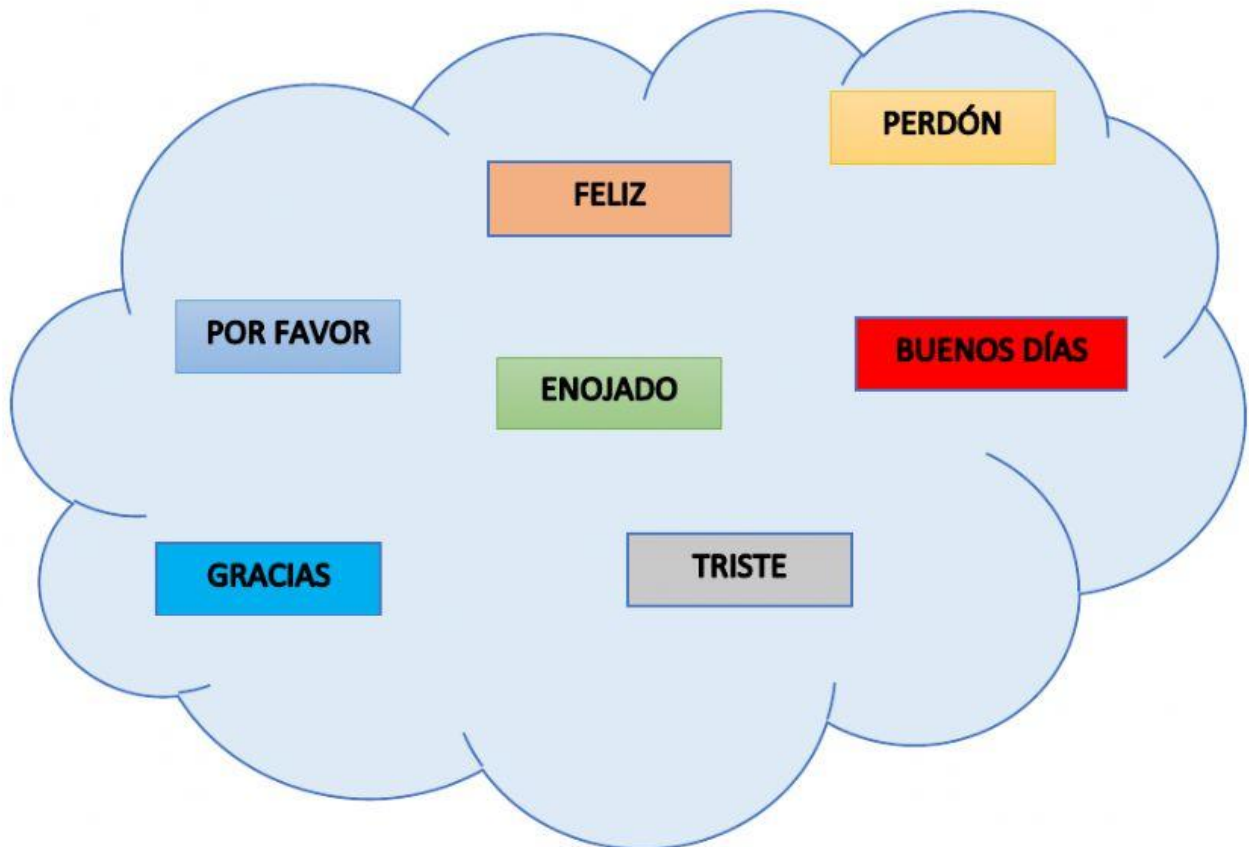 PERDÓN
FELIZ
POR FAVOR
BUENOS DÍAS
ENOJADO
GRACIAS
TRISTE